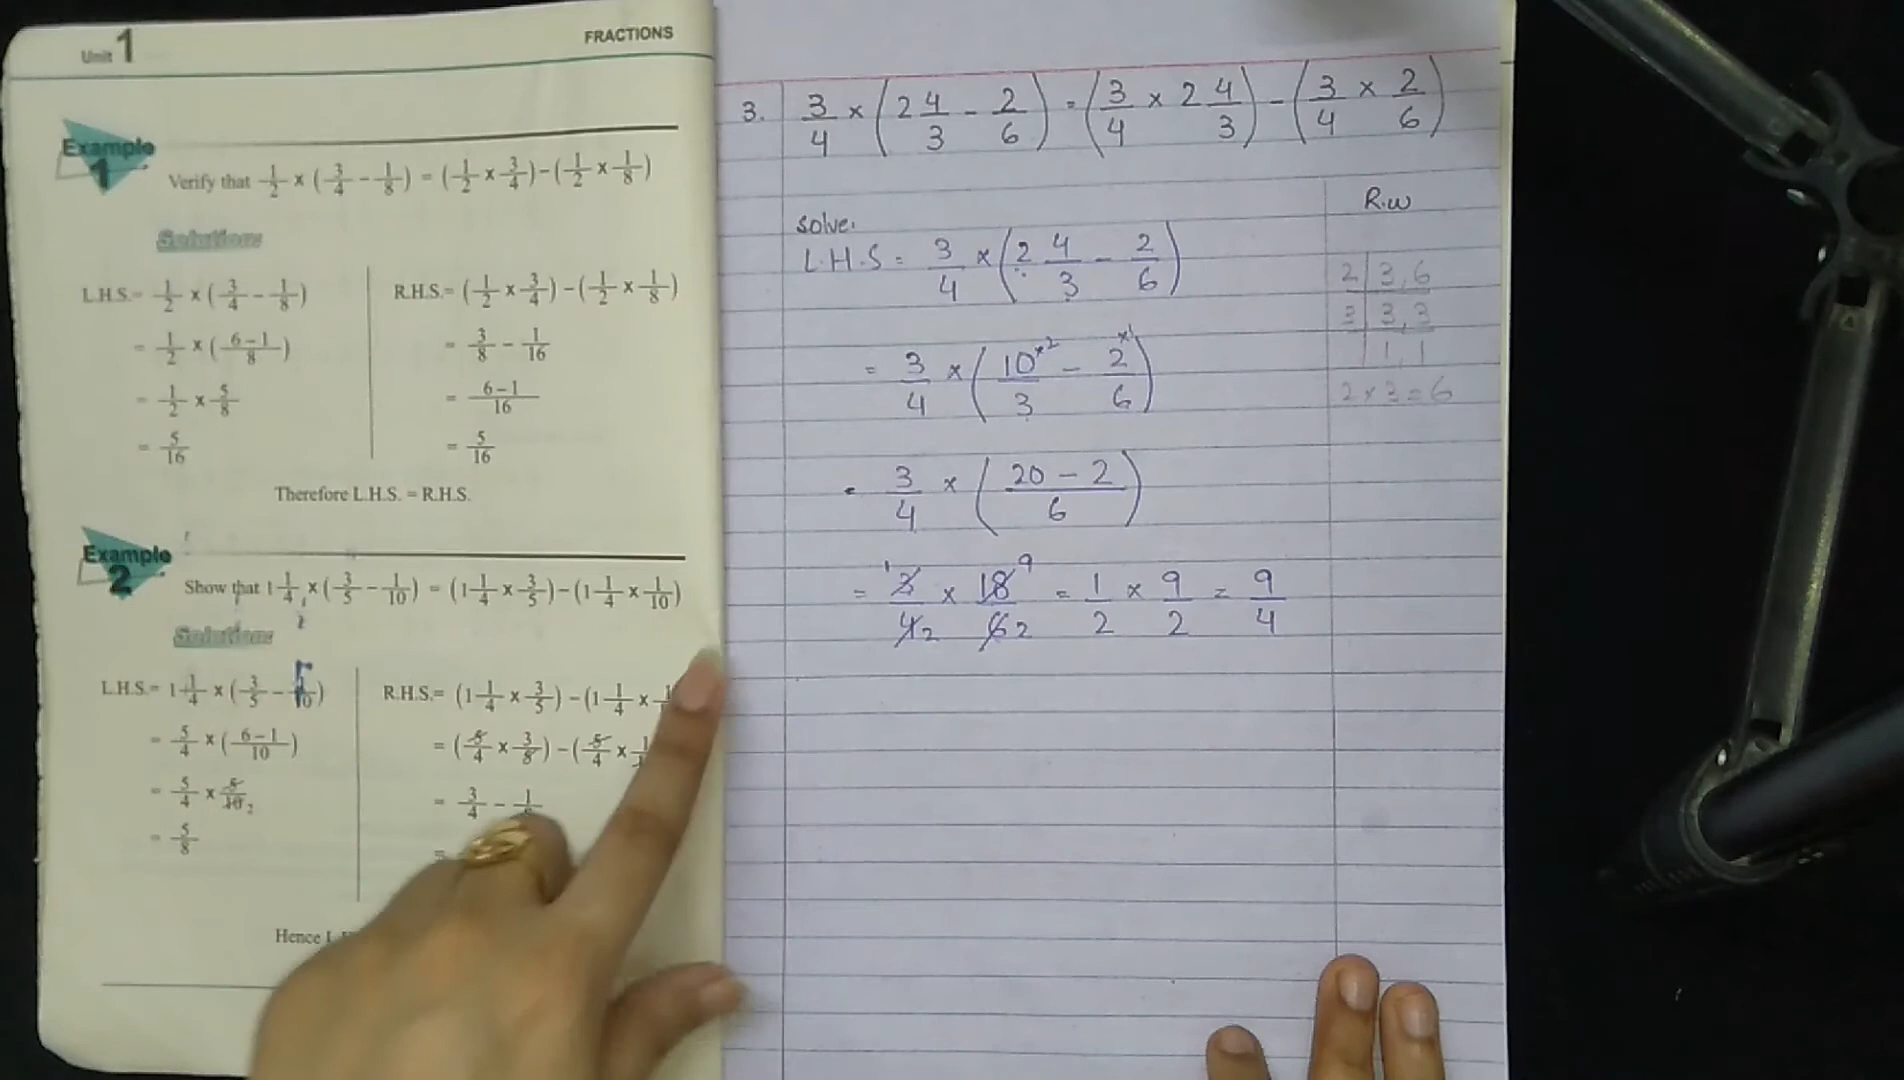 Unit 1
FRACTIONS
Example 1
Verify that 1/2 × (3/4 − 1/8) = (1/2 × 3/4) − (1/2 × 1/8)
Solution:
L.H.S.= 1/2 × (3/4 − 1/8)
= 1/2 × (6−1/8)
= 1/2 × 5/8
= 5/16
R.H.S.= (1/2 × 3/4) − (1/2 × 1/8)
= 3/8 − 1/16
= 6−1/16
= 5/16
Therefore L.H.S. = R.H.S.
Example 2
Show that 1 1/4 × (3/5 − 1/10) = (1 1/4 × 3/5) − (1 1/4 × 1/10)
Solution:
L.H.S.= 1 1/4 × (3/5 − 1/10)
= 5/4 × (6−1/10)
= 5/4 × 5/10 2
= 5/8
R.H.S.= (1 1/4 × 3/5) − (1 1/4 ×
= (5/4 × 3/5) − (5/4 ×
= 3/4 − 1/
=
Hence
3. 3/4 × (2 4/3 − 2/6) = (3/4 × 2 4/3) − (3/4 × 2/6)
Solve.
L.H.S = 3/4 × (2 4/3 − 2/6)
= 3/4 × (10×2/3 − 2×1/6)
= 3/4 × (20 − 2/6)
= 1 3/4 2 × 18 9/6 2 = 1/2 × 9/2 = 9/4
R.w
2 | 3, 6
3 | 3, 3
| 1, 1
2 × 3 = 6